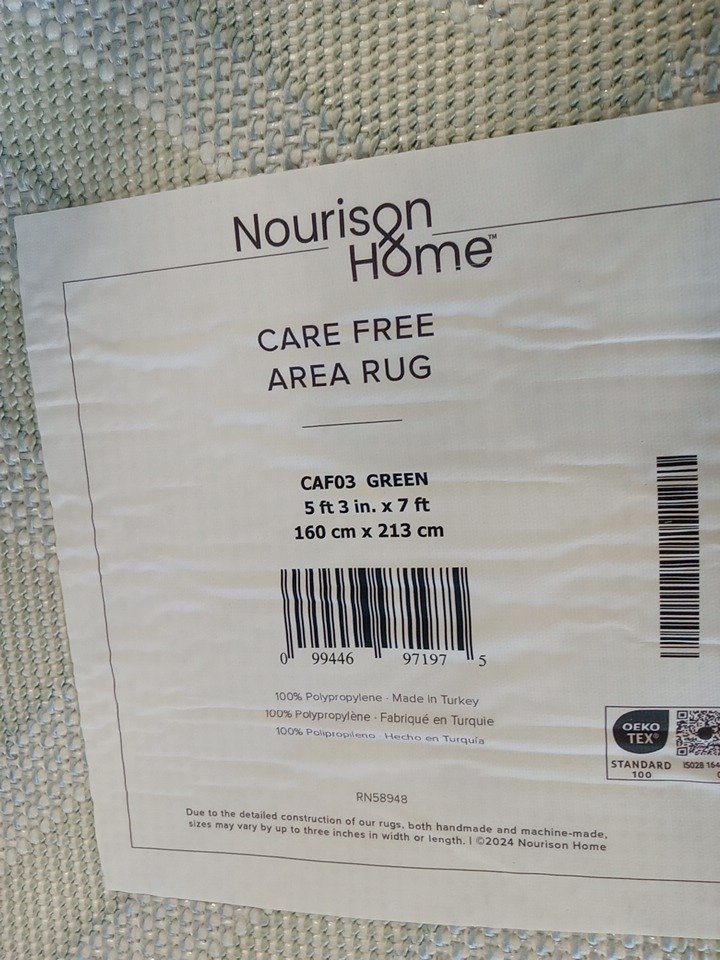 Nourison
Home™
CARE FREE
AREA RUG
CAF03 GREEN
5 ft 3 in. x 7 ft
160 cm x 213 cm
0 99446 97197 5
100% Polypropylene · Made in Turkey
100% Polypropylène · Fabriqué en Turquie
100% Polipropileno · Hecho en Turquía
OEKO
TEX®
STANDARD
100
IS028 164
RN58948
Due to the detailed construction of our rugs, both handmade and machine-made,
sizes may vary by up to three inches in width or length. | ©2024 Nourison Home